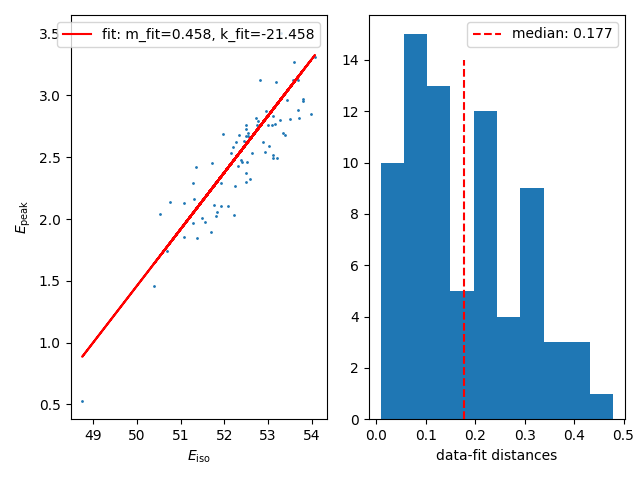 fit: m_fit=0.458, k_fit=-21.458
3.5
3.0
2.5
2.0
1.5
1.0
0.5
E_peak
49 50 51 52 53 54
E_iso
median: 0.177
14
12
10
8
6
4
2
0
0.0 0.1 0.2 0.3 0.4 0.5
data-fit distances